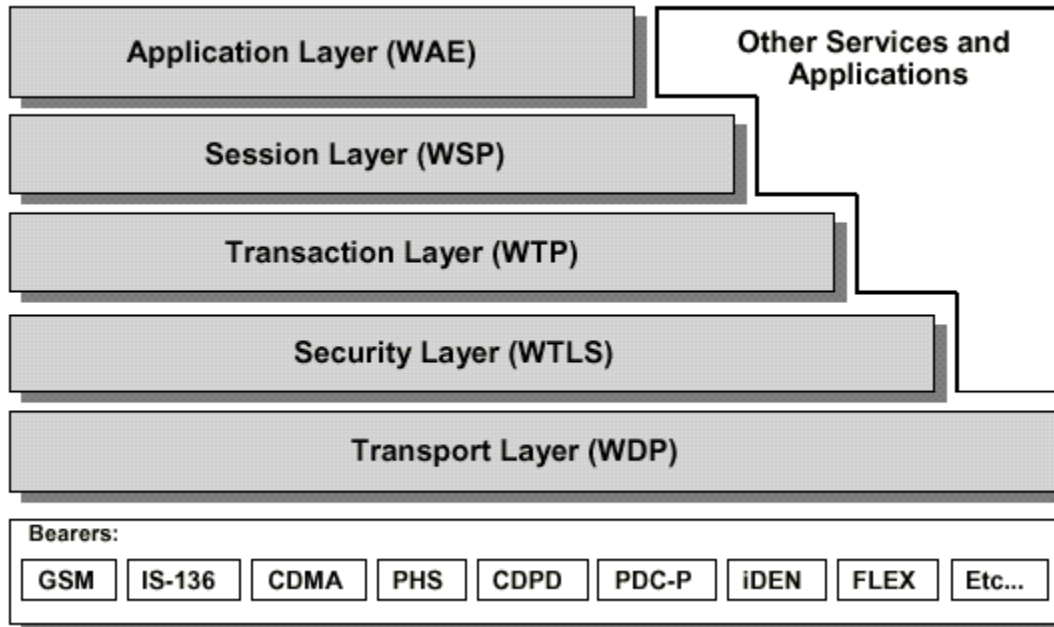 Application Layer (WAE)
Other Services and
Applications
Session Layer (WSP)
Transaction Layer (WTP)
Security Layer (WTLS)
Transport Layer (WDP)
Bearers:
GSM IS-136 CDMA PHS CDPD PDC-P iDEN FLEX Etc...